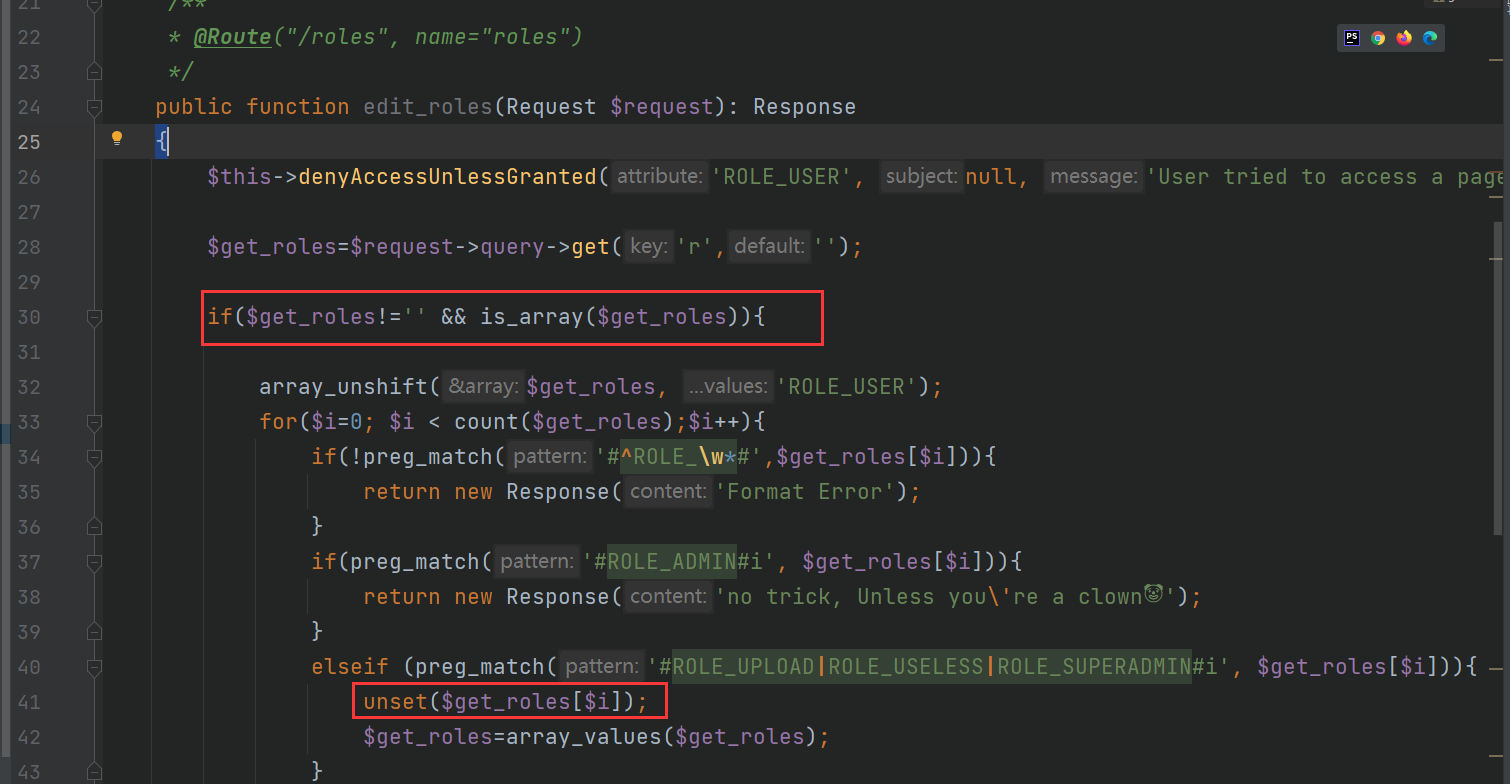 21 /**
22 * @Route("/roles", name="roles")
23 */
24 public function edit_roles(Request $request): Response
25 {
26 $this->denyAccessUnlessGranted( attribute: 'ROLE_USER', subject: null, message: 'User tried to access a page
27
28 $get_roles=$request->query->get( key: 'r', default: '');
29
30 if($get_roles!='' && is_array($get_roles)){
31
32 array_unshift( &array: $get_roles, ...values: 'ROLE_USER');
33 for($i=0; $i < count($get_roles);$i++){
34 if(!preg_match( pattern: '#^ROLE_\w*#',$get_roles[$i])){
35 return new Response( content: 'Format Error');
36 }
37 if(preg_match( pattern: '#ROLE_ADMIN#i', $get_roles[$i])){
38 return new Response( content: 'no trick, Unless you\'re a clown🤡');
39 }
40 elseif (preg_match( pattern: '#ROLE_UPLOAD|ROLE_USELESS|ROLE_SUPERADMIN#i', $get_roles[$i])){
41 unset($get_roles[$i]);
42 $get_roles=array_values($get_roles);
43 }
PS